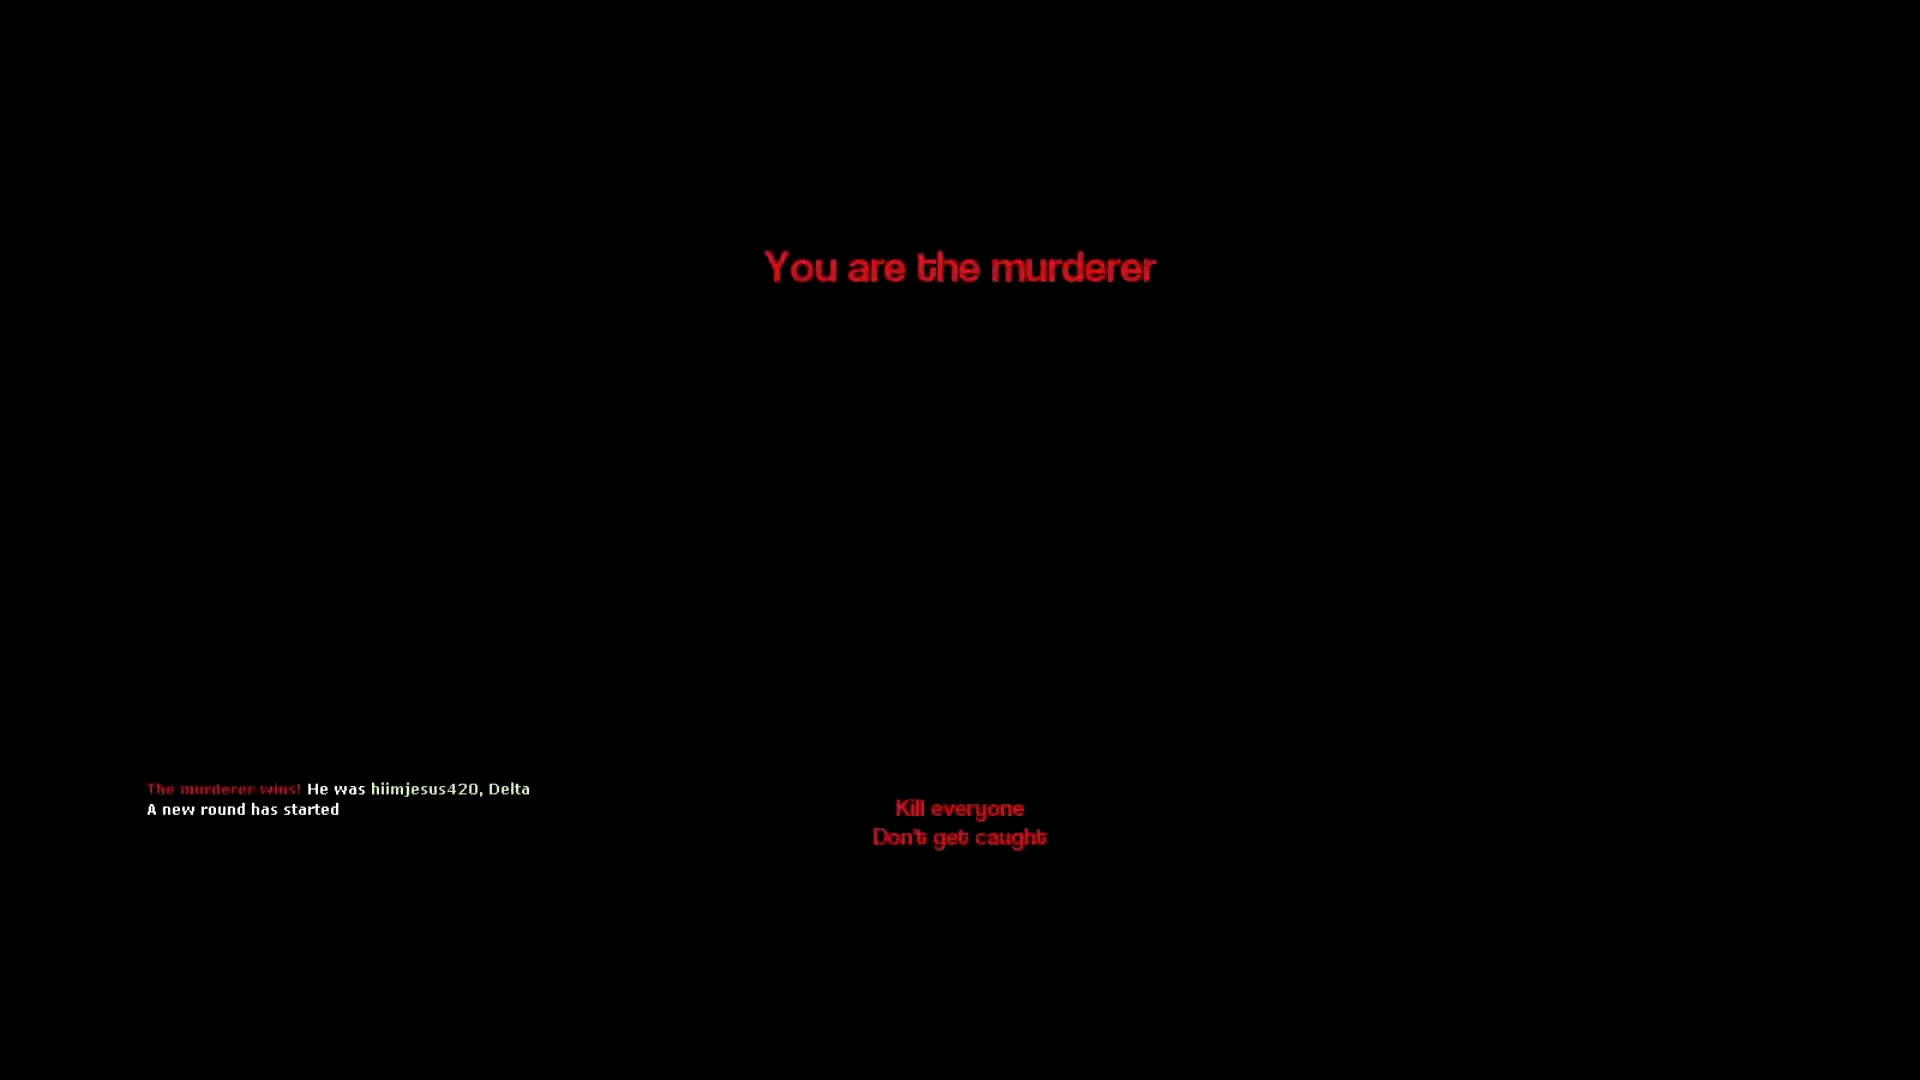 You are the murderer
The murderer wins! He was hiimjesus420, Delta
A new round has started
Kill everyone
Don't get caught